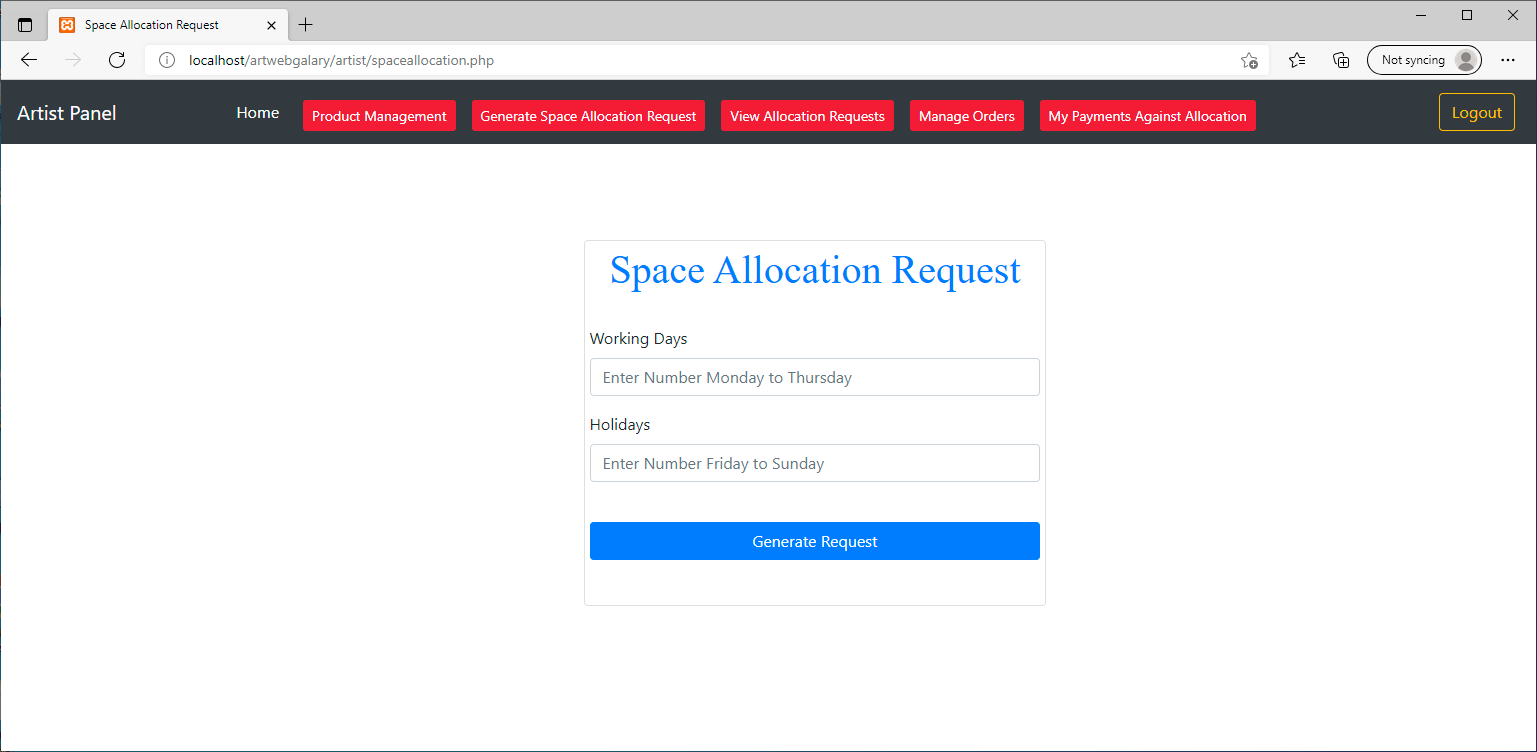 Space Allocation Request
localhost/artwebgalary/artist/spaceallocation.php
Not syncing
Artist Panel Home Product Management Generate Space Allocation Request View Allocation Requests Manage Orders My Payments Against Allocation Logout
Space Allocation Request
Working Days
Enter Number Monday to Thursday
Holidays
Enter Number Friday to Sunday
Generate Request